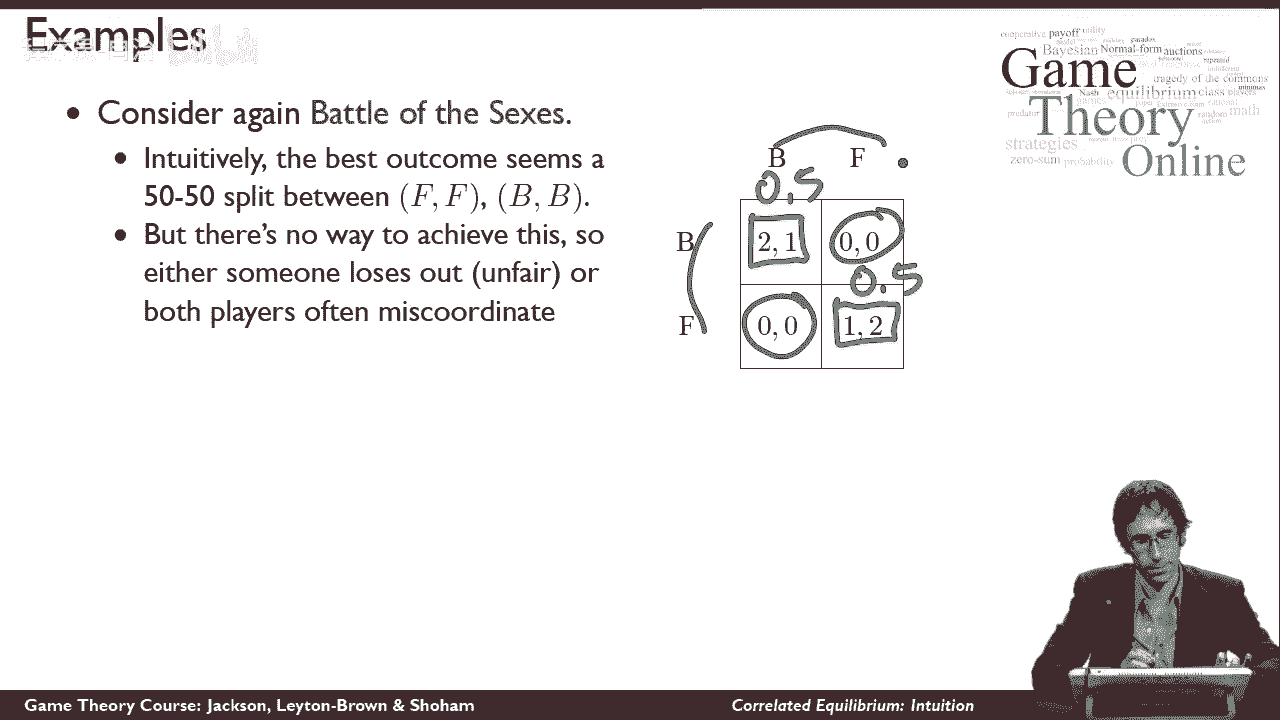 Examples
Game
Theory
Online
cooperative payoff utility
Bayesian Normal-form auctions
tragedy of the commons
Nash equilibrium class players
games
predator
random math
strategies
zero-sum probability
• Consider again Battle of the Sexes.
• Intuitively, the best outcome seems a
50-50 split between (F, F), (B, B).
• But there's no way to achieve this, so
either someone loses out (unfair) or
both players often miscoordinate
B F
0.5
B 2, 1 0, 0
0.5
F 0, 0 1, 2
Game Theory Course: Jackson, Leyton-Brown & Shoham
Correlated Equilibrium: Intuition